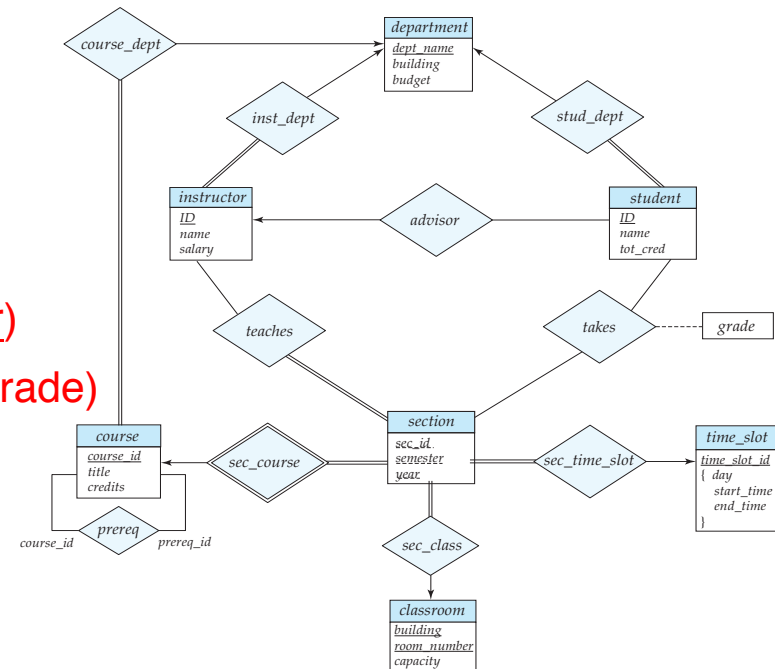 department
course_dept
dept_name
building
budget
inst_dept
stud_dept
instructor
ID
name
salary
advisor
student
ID
name
tot_cred
r)
teaches
takes
grade
rade)
course
course_id
title
credits
sec_course
section
sec_id
semester
year
sec_time_slot
time_slot
time_slot_id
{ day
start_time
end_time
}
prereq
course_id
prereq_id
sec_class
classroom
building
room_number
capacity